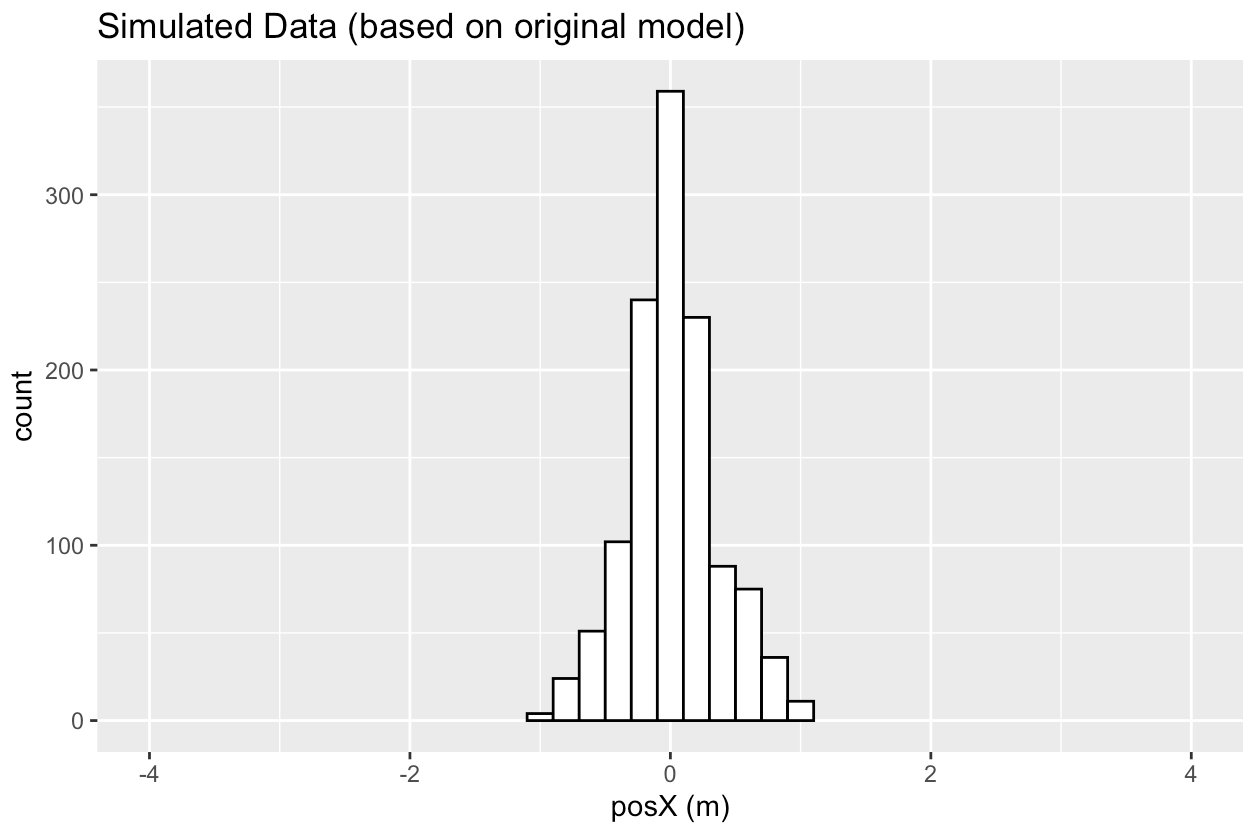 Simulated Data (based on original model)
300
200
100
0
count
-4 -2 0 2 4
posX (m)